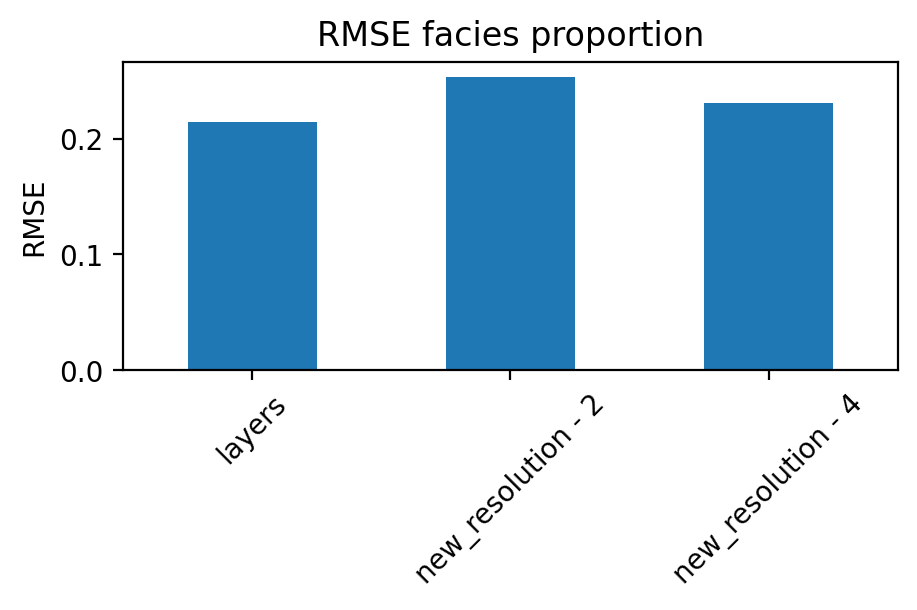 RMSE facies proportion
RMSE
0.2
0.1
0.0
layers
new_resolution - 2
new_resolution - 4